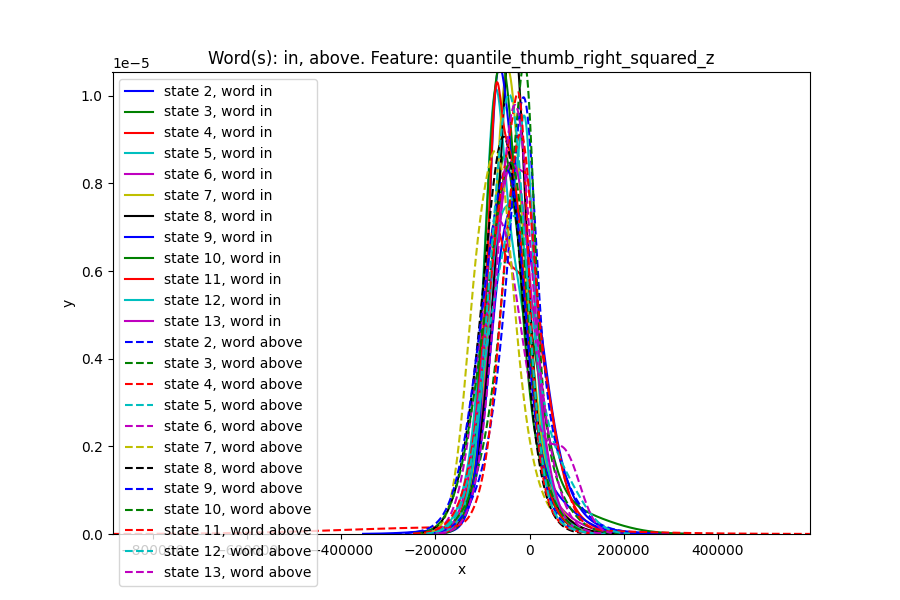 Word(s): in, above. Feature: quantile_thumb_right_squared_z
1e−5
1.0
0.8
0.6
0.4
0.2
0.0
y
state 2, word in
state 3, word in
state 4, word in
state 5, word in
state 6, word in
state 7, word in
state 8, word in
state 9, word in
state 10, word in
state 11, word in
state 12, word in
state 13, word in
state 2, word above
state 3, word above
state 4, word above
state 5, word above
state 6, word above
state 7, word above
state 8, word above
state 9, word above
state 10, word above
state 11, word above
state 12, word above
state 13, word above
−800000 −600000 −400000 −200000 0 200000 400000
x